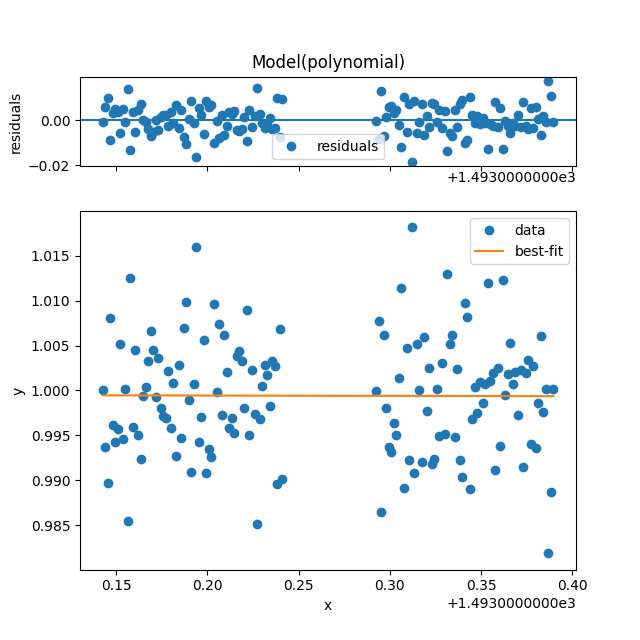 Model(polynomial)
residuals
0.00
−0.02
residuals
+1.4930000000e3
y
1.015
1.010
1.005
1.000
0.995
0.990
0.985
data
best-fit
0.15 0.20 0.25 0.30 0.35 0.40
x
+1.4930000000e3